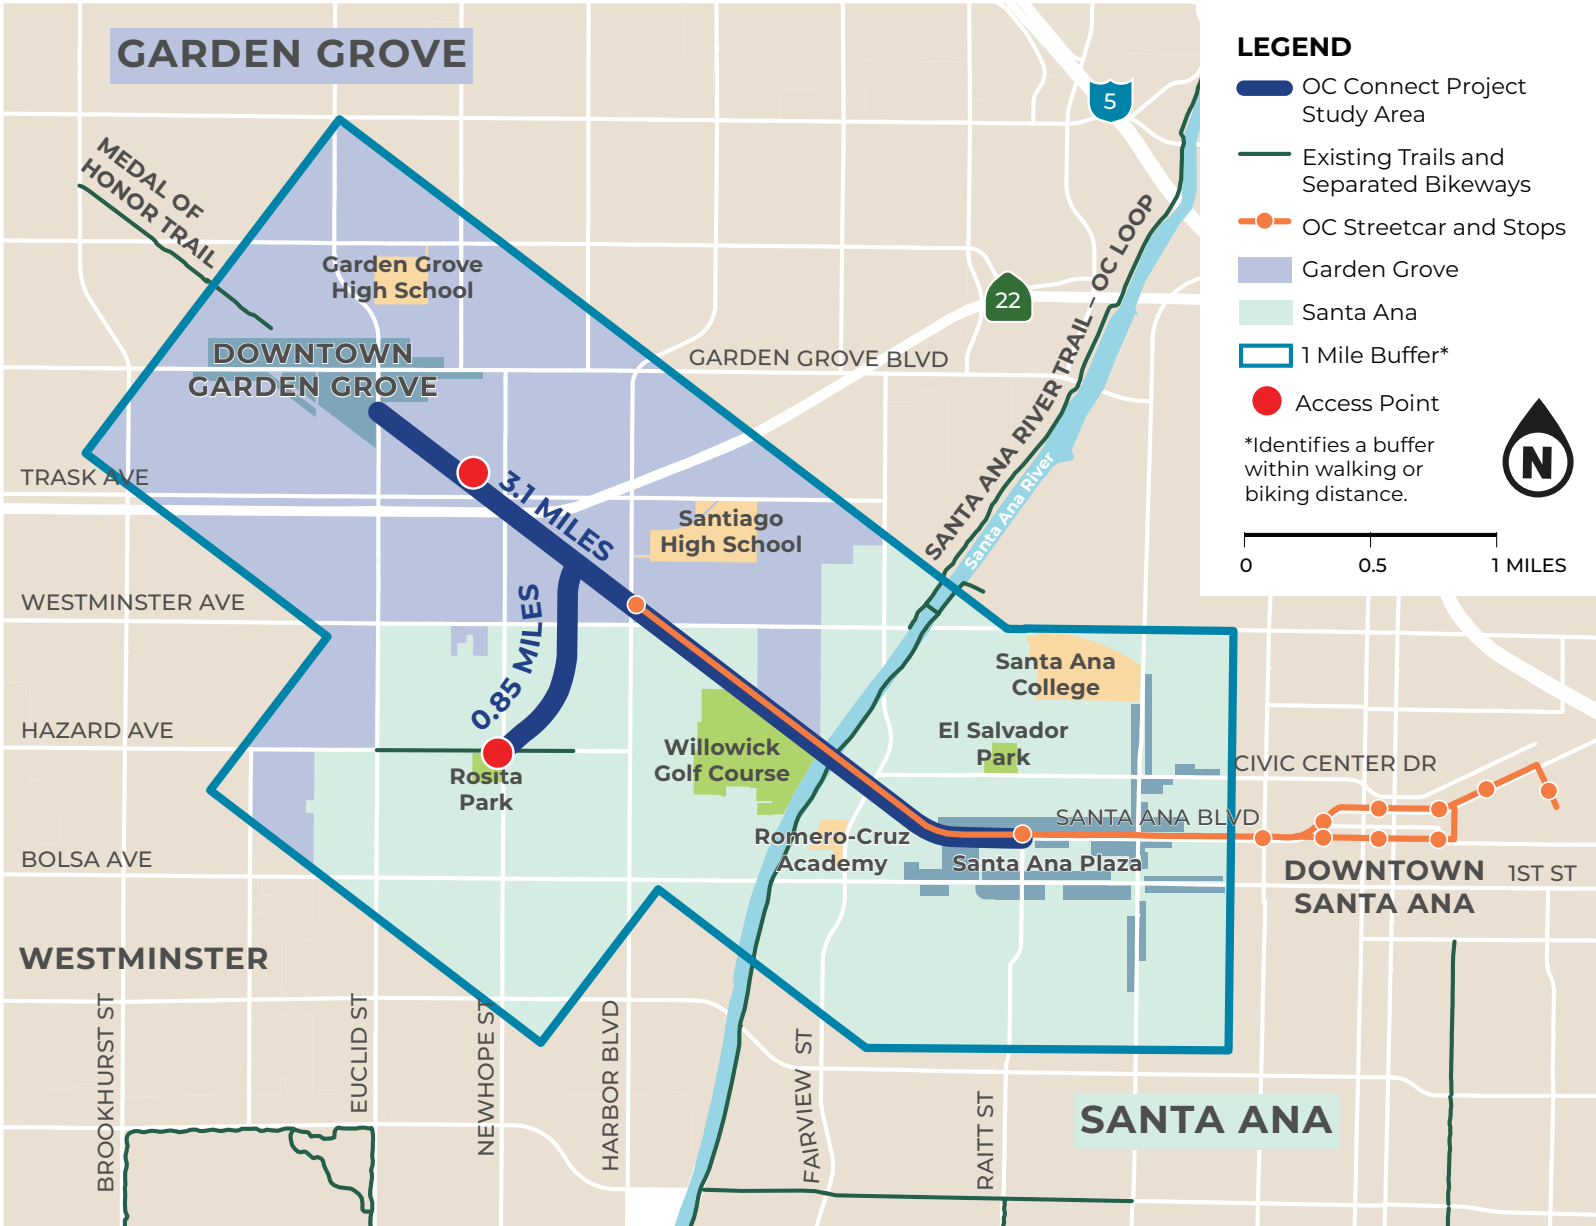 GARDEN GROVE
5
MEDAL OF
HONOR TRAIL
Garden Grove
High School
22
SANTA ANA RIVER TRAIL – OC LOOP
DOWNTOWN
GARDEN GROVE
GARDEN GROVE BLVD
TRASK AVE
3.1 MILES
Santiago
High School
Santa Ana River
WESTMINSTER AVE
0.85 MILES
Santa Ana
College
HAZARD AVE
El Salvador
Park
Willowick
Golf Course
Rosita
Park
CIVIC CENTER DR
SANTA ANA BLVD
Romero-Cruz
Academy
Santa Ana Plaza
BOLSA AVE
DOWNTOWN
SANTA ANA
1ST ST
WESTMINSTER
BROOKHURST ST
EUCLID ST
NEWHOPE ST
HARBOR BLVD
FAIRVIEW ST
RAITT ST
SANTA ANA
LEGEND
OC Connect Project
Study Area
Existing Trails and
Separated Bikeways
OC Streetcar and Stops
Garden Grove
Santa Ana
1 Mile Buffer*
Access Point
*Identifies a buffer
within walking or
biking distance.
N
0 0.5 1 MILES